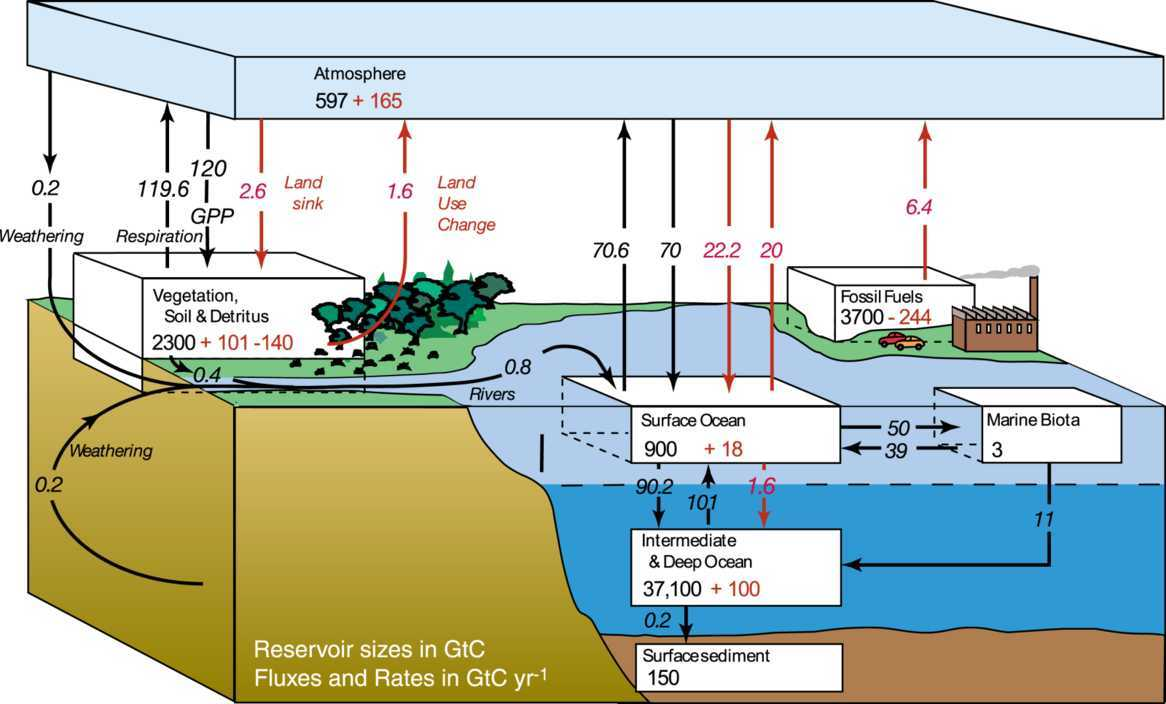 Atmosphere
597 + 165
0.2
Weathering
119.6
Respiration
120
GPP
2.6
Land
sink
1.6
Land
Use
Change
70.6
70
22.2
20
6.4
Vegetation,
Soil & Detritus
2300 + 101 -140
Fossil Fuels
3700 - 244
0.4
0.8
Rivers
Surface Ocean
900 + 18
50
39
Marine Biota
3
Weathering
0.2
90.2
101
1.6
11
Intermediate
& Deep Ocean
37,100 + 100
0.2
Surface sediment
150
Reservoir sizes in GtC
Fluxes and Rates in GtC yr-1